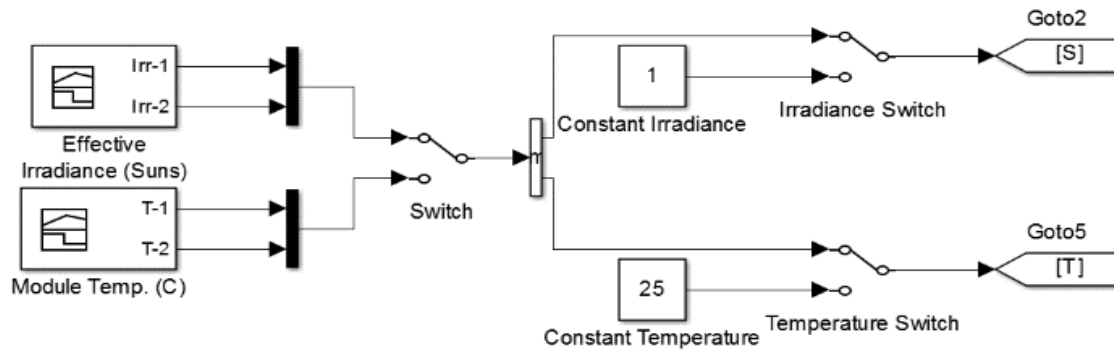 Irr-1
Irr-2
Effective
Irradiance (Suns)
T-1
T-2
Module Temp. (C)
Switch
1
Constant Irradiance
Irradiance Switch
Goto2
[S]
25
Constant Temperature
Temperature Switch
Goto5
[T]